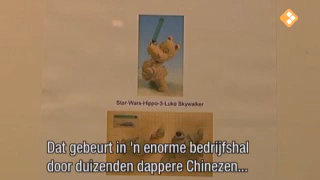 Star-Wars-Hippo-3-Luke Skywalker
Dat gebeurt in 'n enorme bedrijfshal
door duizenden dappere Chinezen...